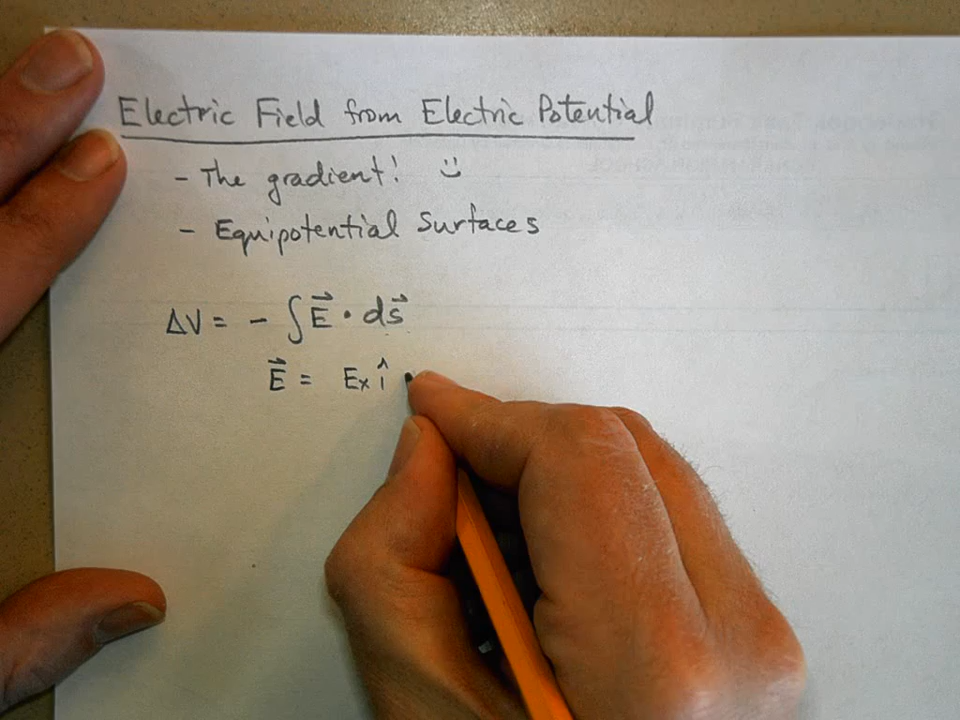 Electric Field from Electric Potential
- The gradient! :)
- Equipotential Surfaces
ΔV = - ∫E⃗ · ds⃗
E⃗ = Ex î